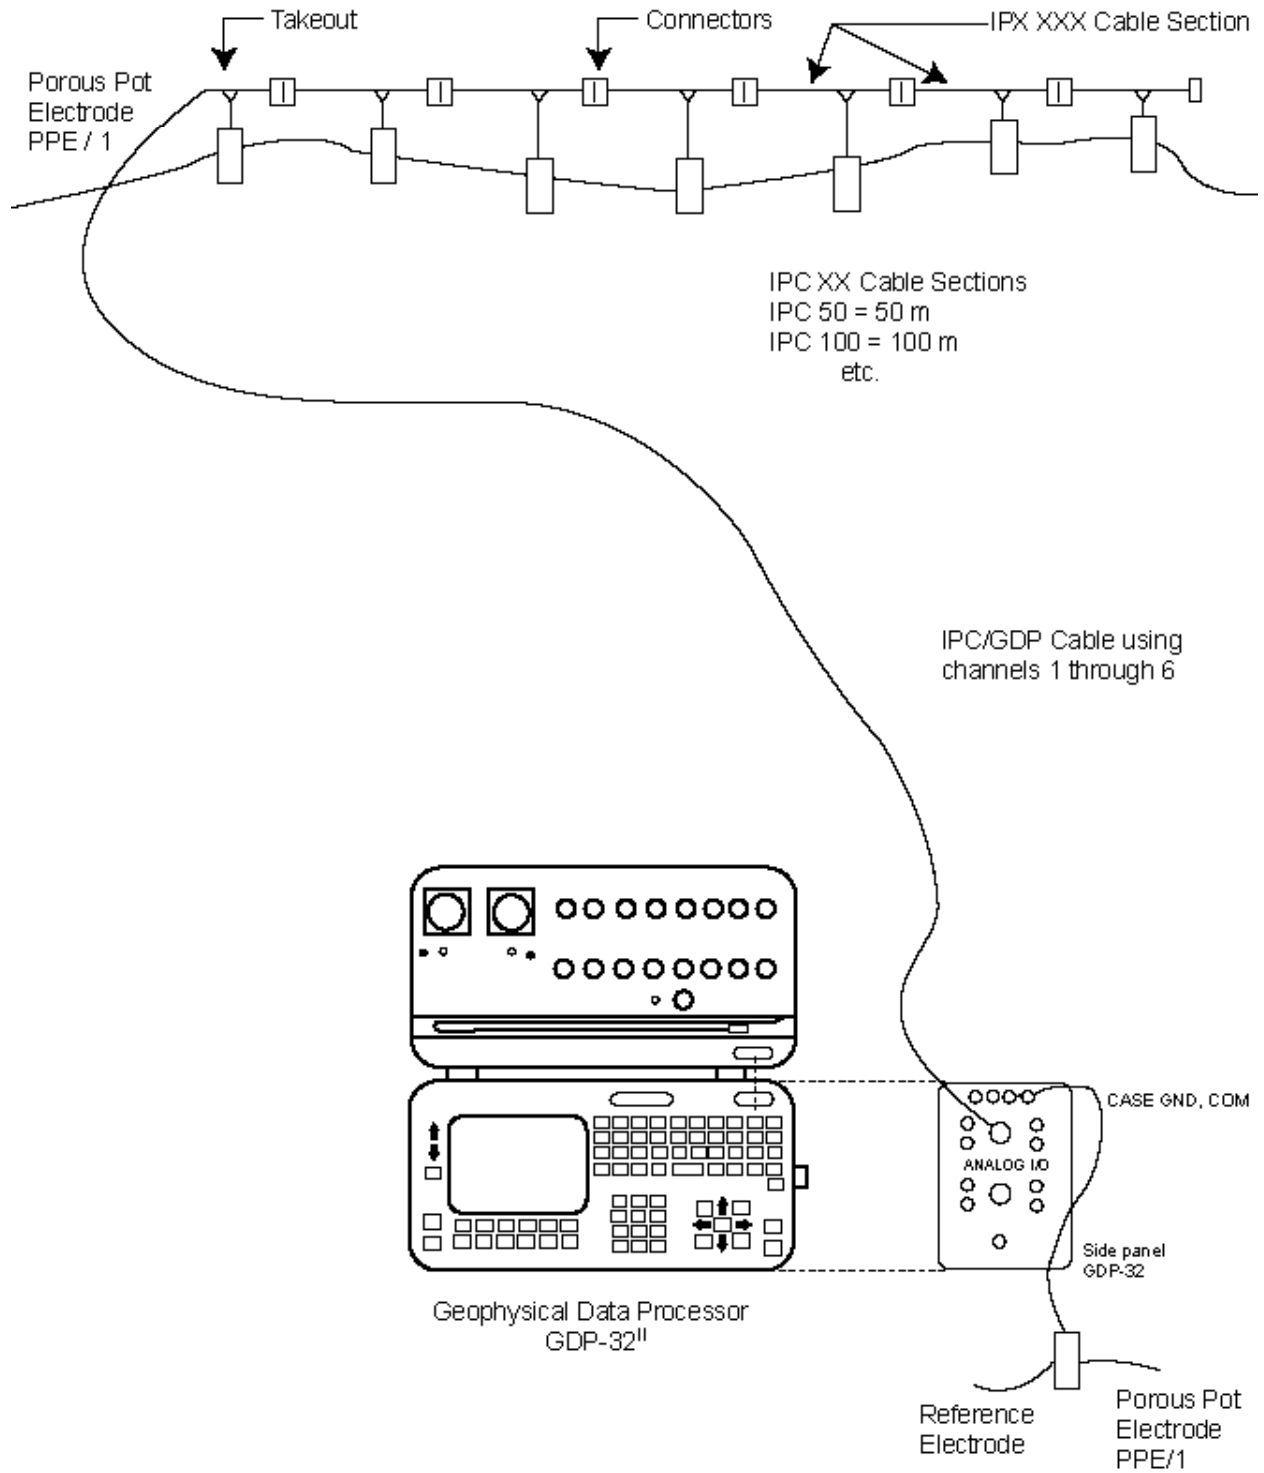 Takeout
Connectors
IPX XXX Cable Section
Porous Pot
Electrode
PPE / 1
IPC XX Cable Sections
IPC 50 = 50 m
IPC 100 = 100 m
etc.
IPC/GDP Cable using
channels 1 through 6
CASE GND, COM
ANALOG I/O
Side panel
GDP-32
Geophysical Data Processor
GDP-32ᴵᴵ
Reference
Electrode
Porous Pot
Electrode
PPE/1